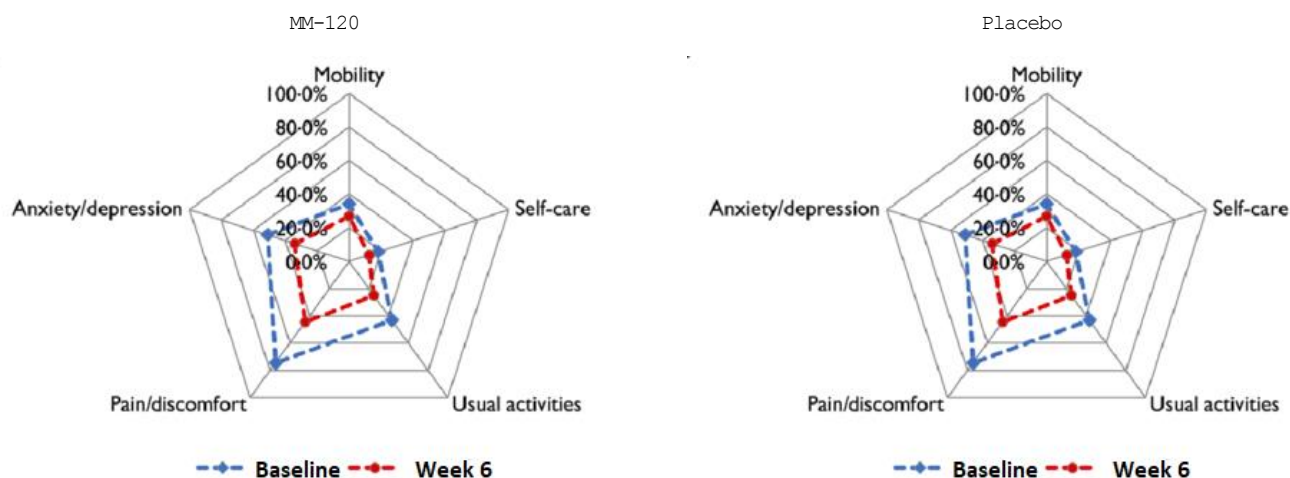 MM-120
Mobility
100·0%
80·0%
60·0%
40·0%
20·0%
0·0%
Anxiety/depression
Self-care
Pain/discomfort
Usual activities
Baseline
Week 6
Placebo
Mobility
100·0%
80·0%
60·0%
40·0%
20·0%
0·0%
Anxiety/depression
Self-care
Pain/discomfort
Usual activities
Baseline
Week 6